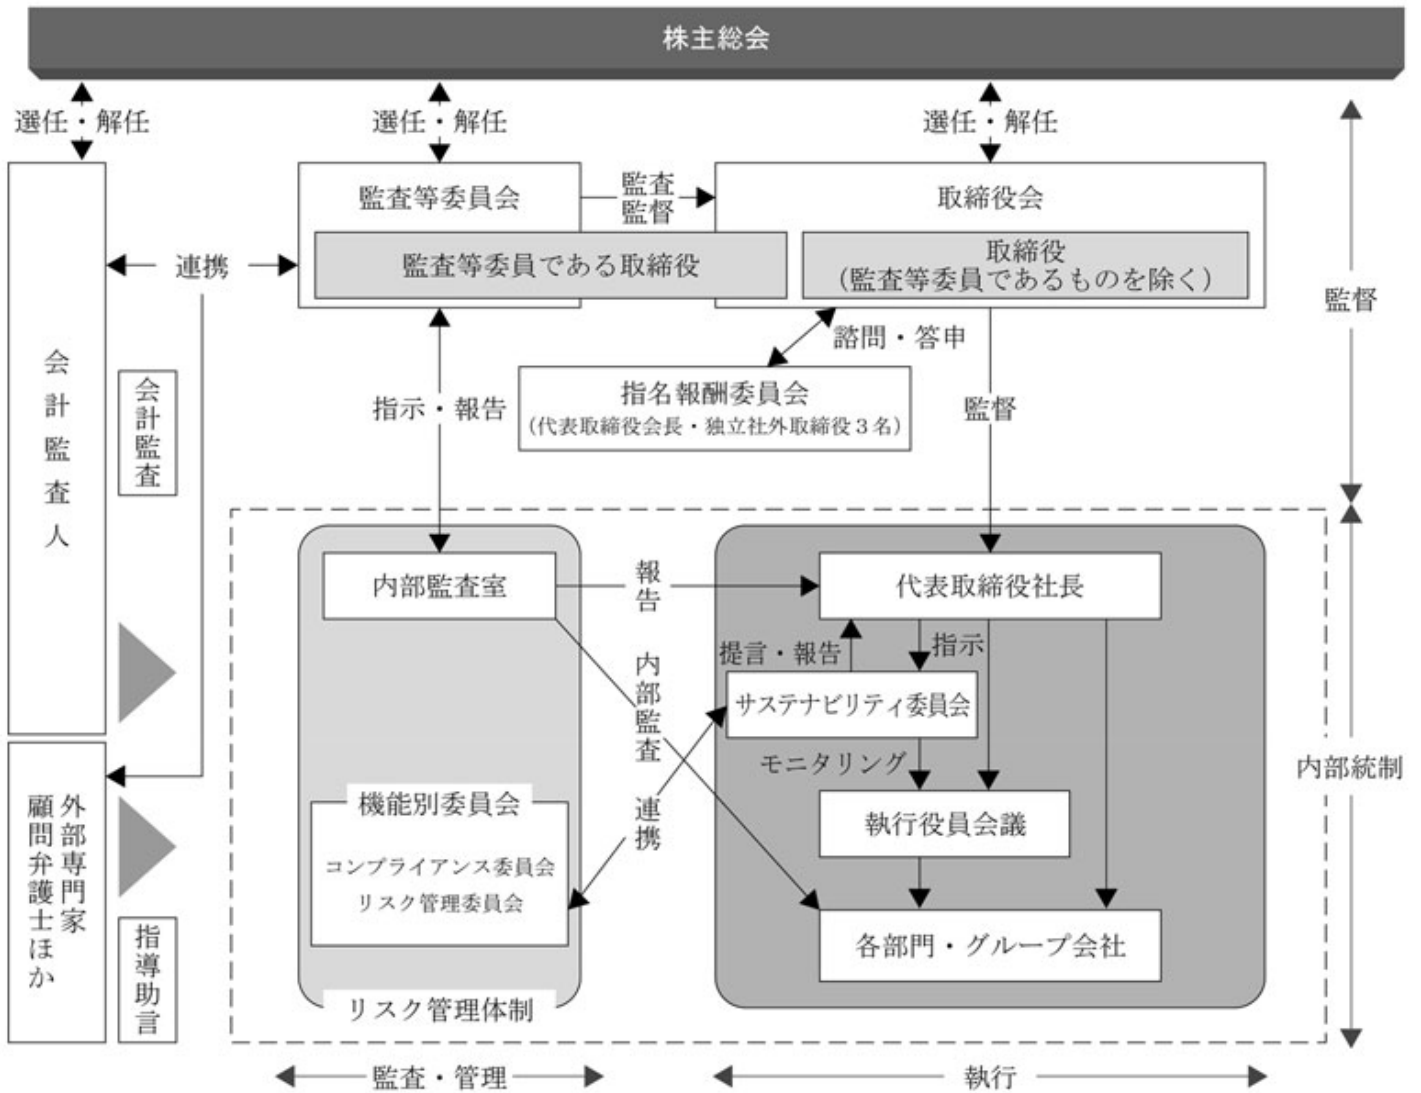 株主総会
選任・解任
選任・解任
選任・解任
監査等委員会
監査
監督
取締役会
監査等委員である取締役
取締役
（監査等委員であるものを除く）
連携
監督
諮問・答申
会計監査人
会計監査
指名報酬委員会
（代表取締役会長・独立社外取締役３名）
指示・報告
監督
内部監査室
報告
代表取締役社長
提言・報告
指示
内部監査
サステナビリティ委員会
モニタリング
内部統制
機能別委員会
コンプライアンス委員会
リスク管理委員会
連携
執行役員会議
外部専門家
顧問弁護士ほか
指導助言
各部門・グループ会社
リスク管理体制
監査・管理
執行